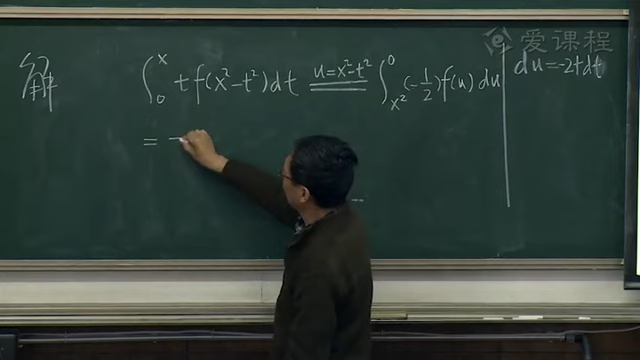 解 ∫₀ˣ t f(x²-t²)dt ≝(u=x²-t²) ∫_{x²}^0 (-1/2)f(u)du | du=-2tdt
= -
爱课程